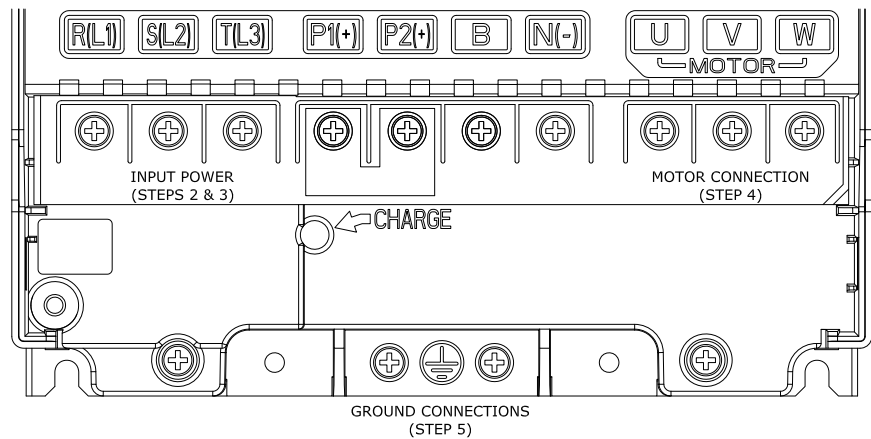 R(L1) S(L2) T(L3) P1(+) P2(+) B N(-) U V W
MOTOR
INPUT POWER
(STEPS 2 & 3)
MOTOR CONNECTION
(STEP 4)
CHARGE
GROUND CONNECTIONS
(STEP 5)